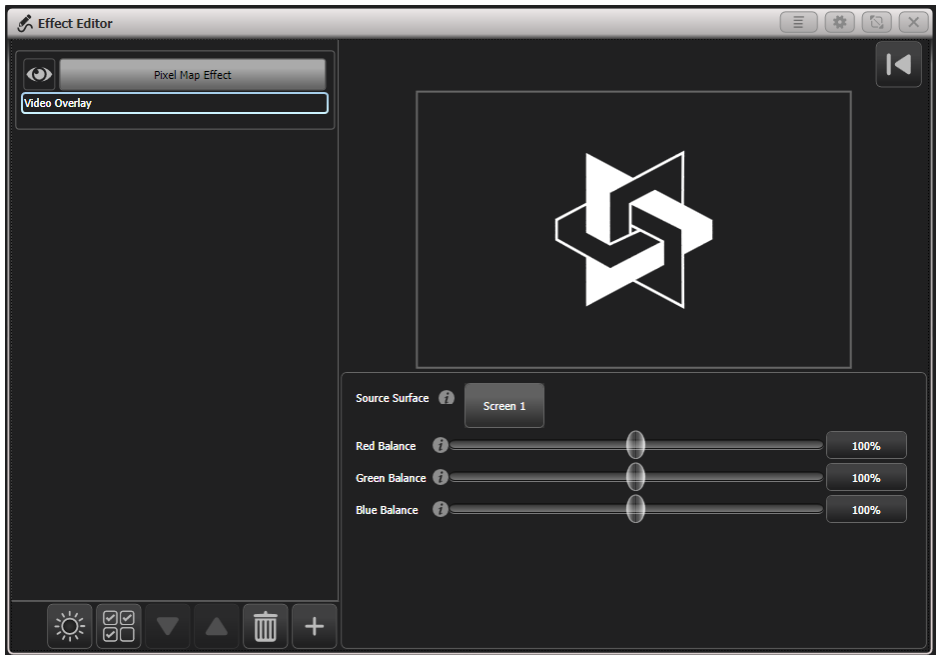 Effect Editor
Pixel Map Effect
Video Overlay
Source Surface
Screen 1
Red Balance
100%
Green Balance
100%
Blue Balance
100%